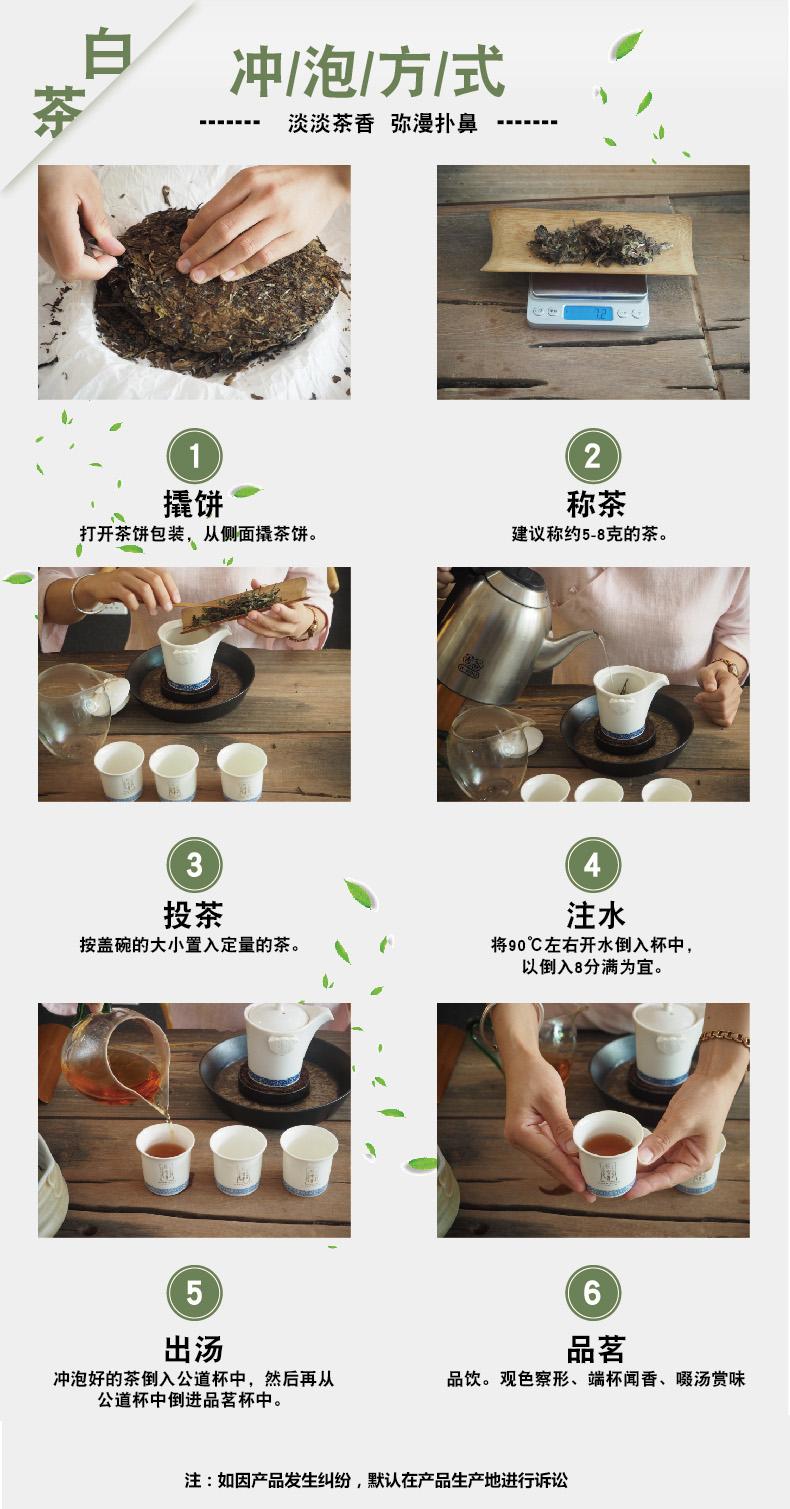 白茶
冲/泡/方/式
淡淡茶香 弥漫扑鼻
7.2
1
撬饼
打开茶饼包装，从侧面撬茶饼。
2
称茶
建议称约5-8克的茶。
3
投茶
按盖碗的大小置入定量的茶。
4
注水
将90℃左右开水倒入杯中，
以倒入8分满为宜。
5
出汤
冲泡好的茶倒入公道杯中，然后再从
公道杯中倒进品茗杯中。
6
品茗
品饮。观色察形、端杯闻香、啜汤赏味
注：如因产品发生纠纷，默认在产品生产地进行诉讼